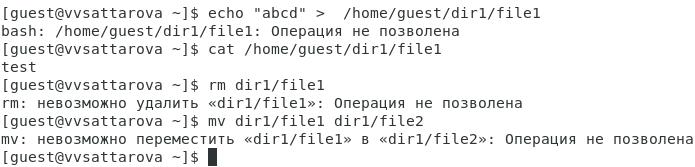 [guest@vvsattarova ~]$ echo "abcd" >  /home/guest/dir1/file1
bash: /home/guest/dir1/file1: Операция не позволена
[guest@vvsattarova ~]$ cat /home/guest/dir1/file1
test
[guest@vvsattarova ~]$ rm dir1/file1
rm: невозможно удалить «dir1/file1»: Операция не позволена
[guest@vvsattarova ~]$ mv dir1/file1 dir1/file2
mv: невозможно переместить «dir1/file1» в «dir1/file2»: Операция не позволена
[guest@vvsattarova ~]$